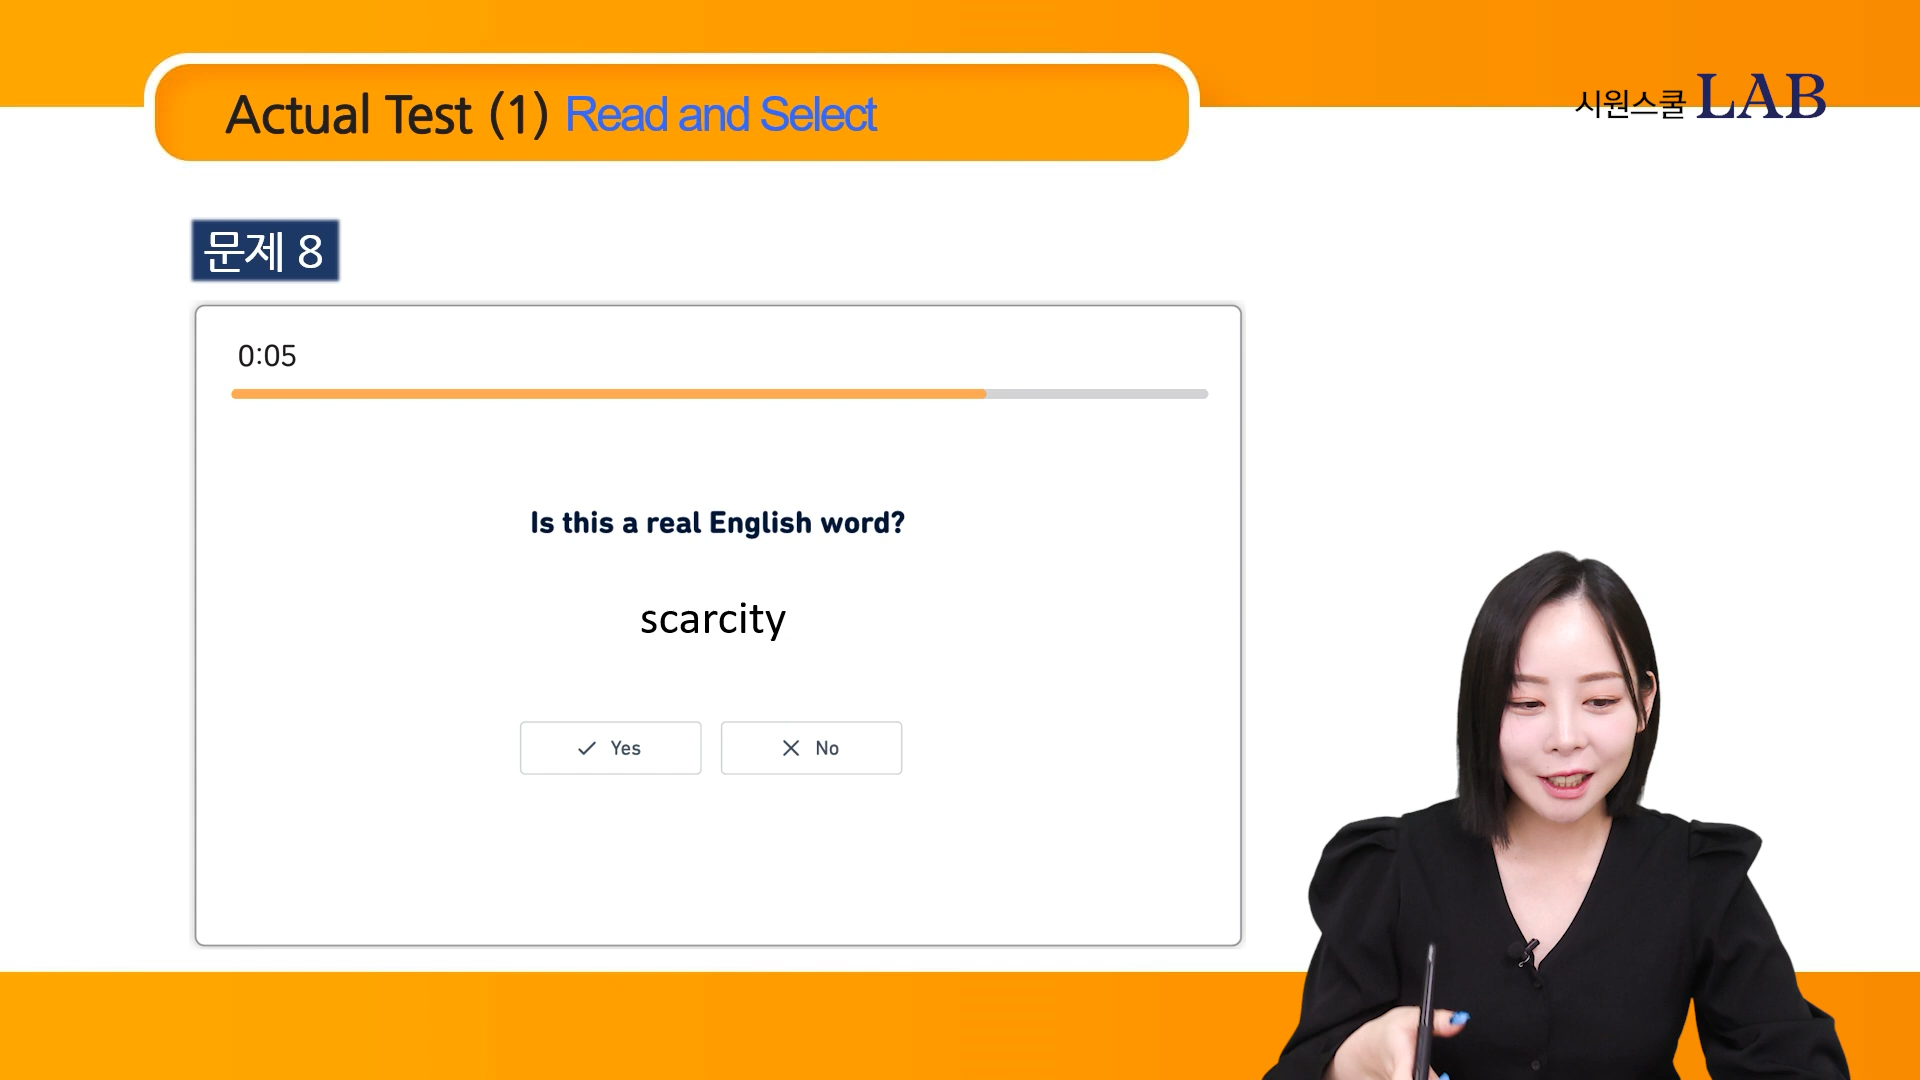 Actual Test (1) Read and Select
시원스쿨 LAB
문제 8
0:05
Is this a real English word?
scarcity
Yes
No